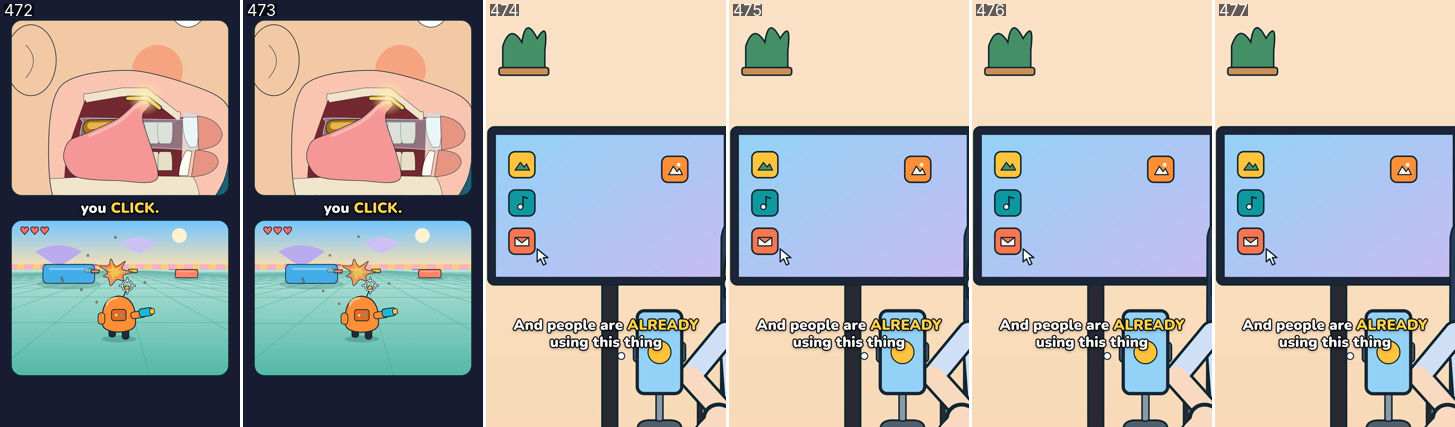 472
473
474
475
476
477
you CLICK.
you CLICK.
And people are ALREADY
using this thing
And people are ALREADY
using this thing
And people are ALREADY
using this thing
And people are ALREADY
using this thing